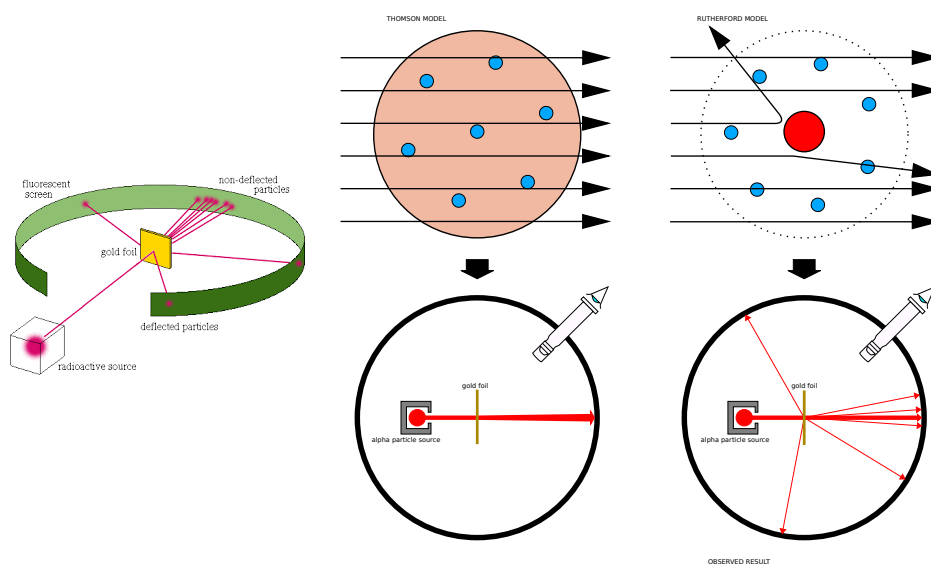 THOMSON MODEL
RUTHERFORD MODEL
fluorescent
screen
non-deflected
particles
gold foil
deflected particles
radioactive source
gold foil
alpha particle source
gold foil
alpha particle source
OBSERVED RESULT